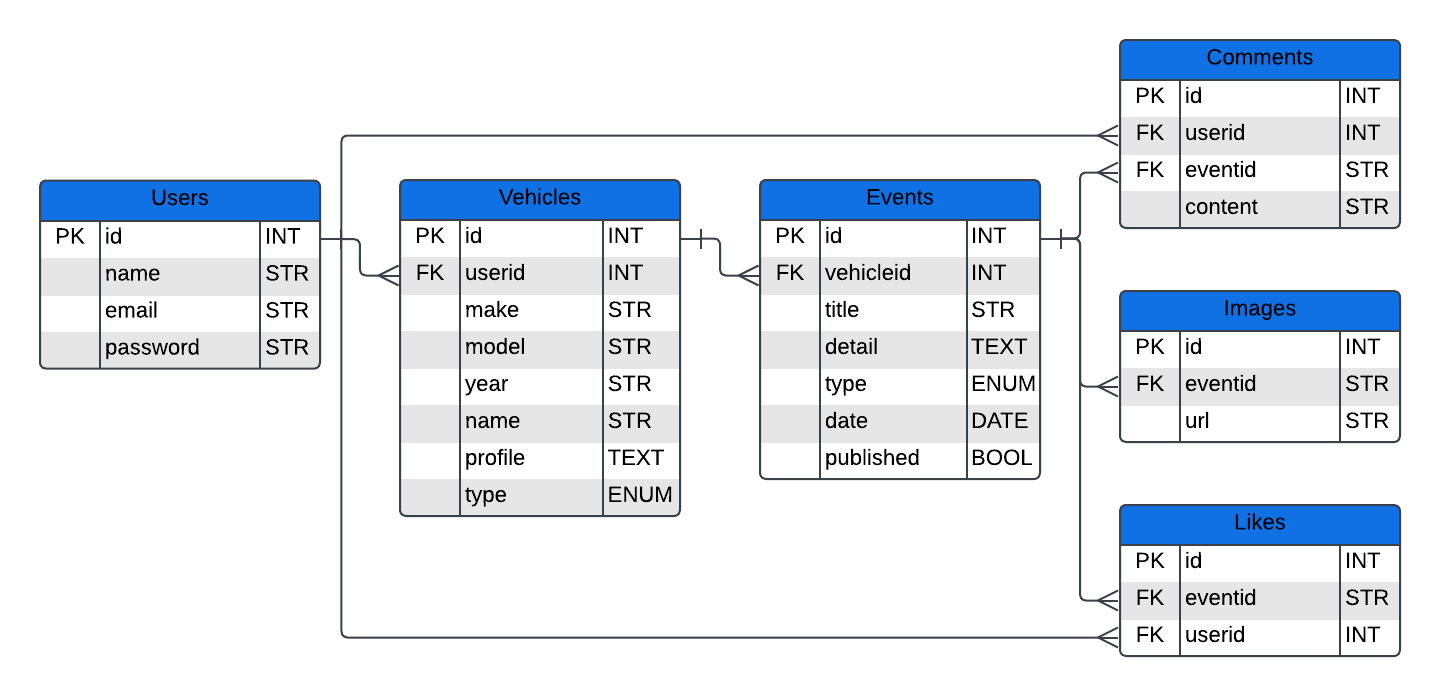 Users
PK id INT
name STR
email STR
password STR
Vehicles
PK id INT
FK userid INT
make STR
model STR
year STR
name STR
profile TEXT
type ENUM
Events
PK id INT
FK vehicleid INT
title STR
detail TEXT
type ENUM
date DATE
published BOOL
Comments
PK id INT
FK userid INT
FK eventid STR
content STR
Images
PK id INT
FK eventid STR
url STR
Likes
PK id INT
FK eventid STR
FK userid INT